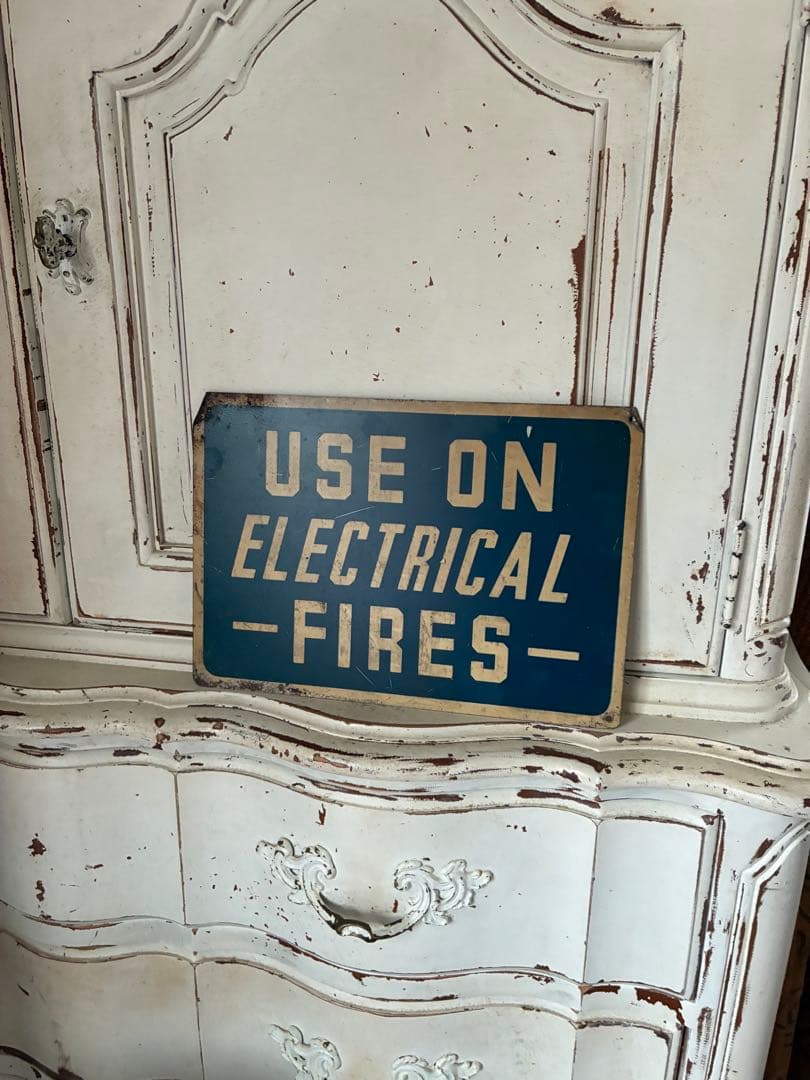 USE ON
ELECTRICAL
— FIRES —